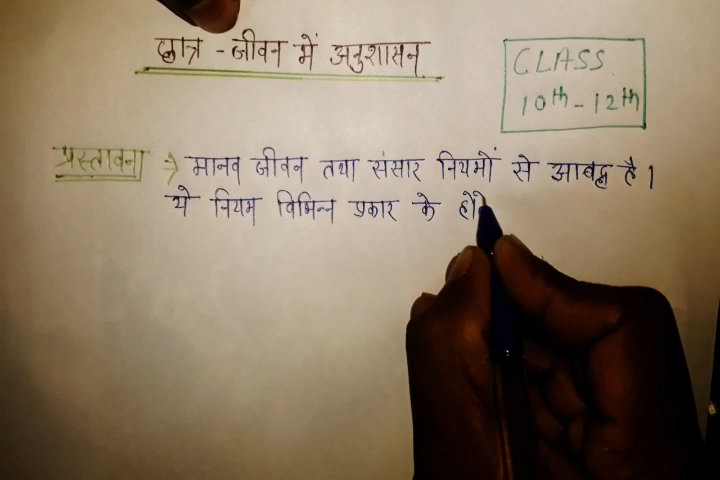 छात्र - जीवन में अनुशासन
CLASS
10th - 12th
प्रस्तावना → मानव जीवन तथा संसार नियमों से आबद्ध है।
ये नियम विभिन्न प्रकार के हो